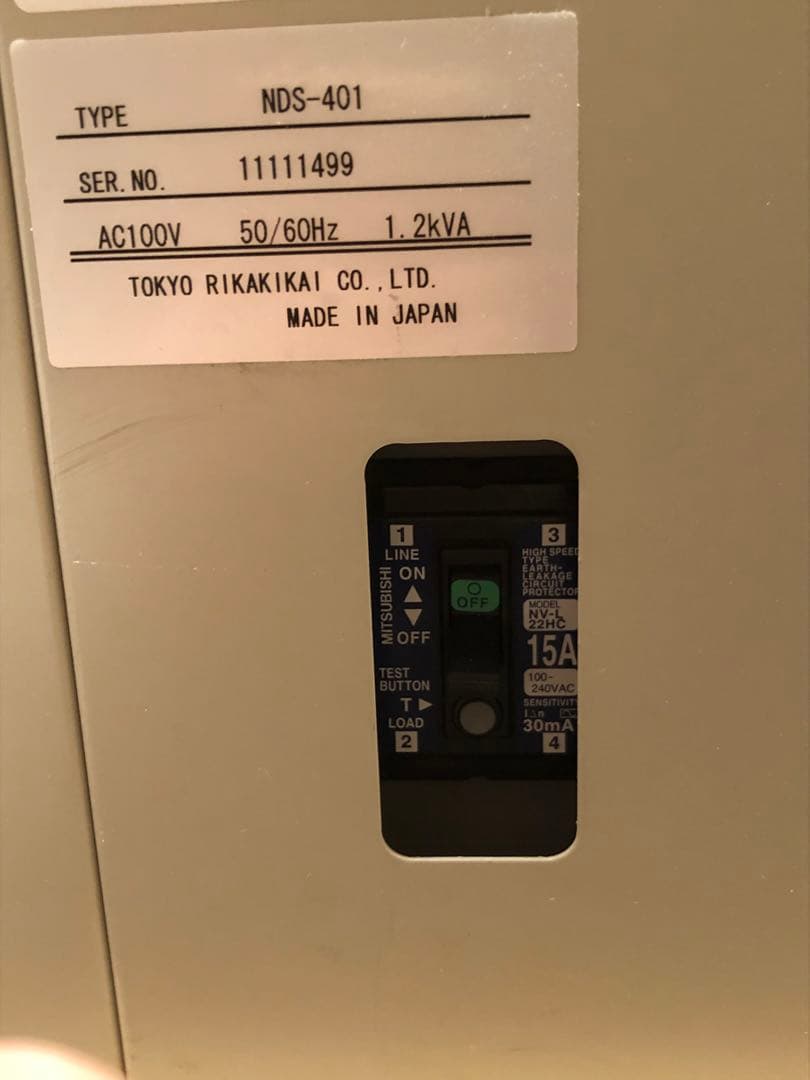 TYPE NDS-401
SER.NO. 11111499
AC100V 50/60Hz 1.2kVA
TOKYO RIKAKIKAI CO.,LTD.
MADE IN JAPAN
1
LINE
MITSUBISHI
ON
OFF
TEST
BUTTON
T
LOAD
2
O
OFF
3
HIGH SPEED
TYPE
EARTH-
LEAKAGE
CIRCUIT
PROTECTOR
MODEL
NV-L
22HC
15A
100-
240VAC
SENSITIVITY
I△n
30mA
4